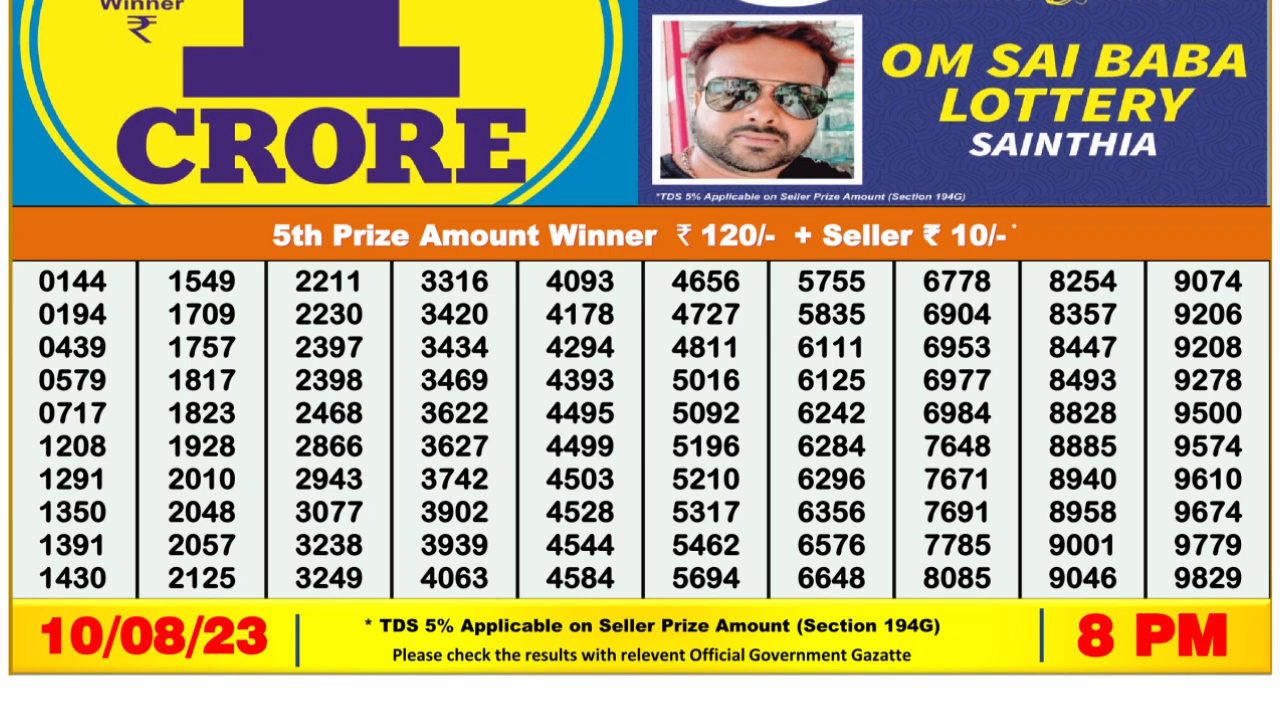 Winner
₹
1
CRORE
OM SAI BABA
LOTTERY
SAINTHIA
*TDS 5% Applicable on Seller Prize Amount (Section 194G)
5th Prize Amount Winner ₹ 120/- + Seller ₹ 10/-*
0144 1549 2211 3316 4093 4656 5755 6778 8254 9074
0194 1709 2230 3420 4178 4727 5835 6904 8357 9206
0439 1757 2397 3434 4294 4811 6111 6953 8447 9208
0579 1817 2398 3469 4393 5016 6125 6977 8493 9278
0717 1823 2468 3622 4495 5092 6242 6984 8828 9500
1208 1928 2866 3627 4499 5196 6284 7648 8885 9574
1291 2010 2943 3742 4503 5210 6296 7671 8940 9610
1350 2048 3077 3902 4528 5317 6356 7691 8958 9674
1391 2057 3238 3939 4544 5462 6576 7785 9001 9779
1430 2125 3249 4063 4584 5694 6648 8085 9046 9829
10/08/23
* TDS 5% Applicable on Seller Prize Amount (Section 194G)
Please check the results with relevent Official Government Gazatte
8 PM